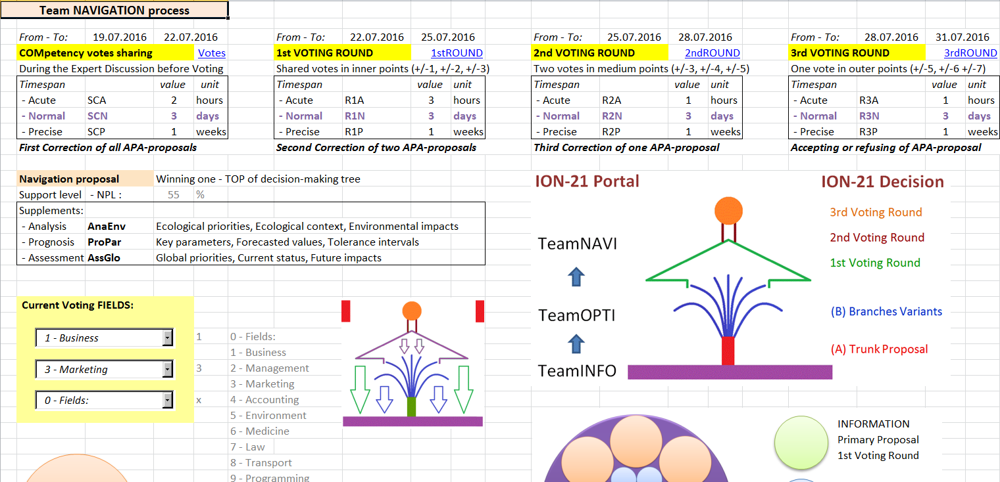 Team NAVIGATION process
From - To: 19.07.2016 22.07.2016 From - To: 22.07.2016 25.07.2016 From - To: 25.07.2016 28.07.2016 From - To: 28.07.2016 31.07.2016
COMpetency votes sharing Votes 1st VOTING ROUND 1stROUND 2nd VOTING ROUND 2ndROUND 3rd VOTING ROUND 3rdROUND
During the Expert Discussion before Voting Shared votes in inner points (+/-1, +/-2, +/-3) Two votes in medium points (+/-3, +/-4, +/-5) One vote in outer points (+/-5, +/-6 +/-7)
Timespan value unit Timespan value unit Timespan value unit Timespan value unit
- Acute SCA 2 hours - Acute R1A 3 hours - Acute R2A 1 hours - Acute R3A 1 hours
- Normal SCN 3 days - Normal R1N 3 days - Normal R2N 3 days - Normal R3N 3 days
- Precise SCP 1 weeks - Precise R1P 1 weeks - Precise R2P 1 weeks - Precise R3P 1 weeks
First Correction of all APA-proposals Second Correction of two APA-proposals Third Correction of one APA-proposal Accepting or refusing of APA-proposal
Navigation proposal Winning one - TOP of decision-making tree
Support level - NPL : 55 %
Supplements:
- Analysis AnaEnv Ecological priorities, Ecological context, Environmental impacts
- Prognosis ProPar Key parameters, Forecasted values, Tolerance intervals
- Assessment AssGlo Global priorities, Current status, Future impacts
ION-21 Portal ION-21 Decision
3rd Voting Round
TeamNAVI 2nd Voting Round
1st Voting Round
TeamOPTI (B) Branches Variants
(A) Trunk Proposal
TeamINFO
Current Voting FIELDS:
1 - Business 1
3 - Marketing 3
0 - Fields: x
0 - Fields:
1 - Business
2 - Management
3 - Marketing
4 - Accounting
5 - Environment
6 - Medicine
7 - Law
8 - Transport
9 - Programming
INFORMATION
Primary Proposal
1st Voting Round